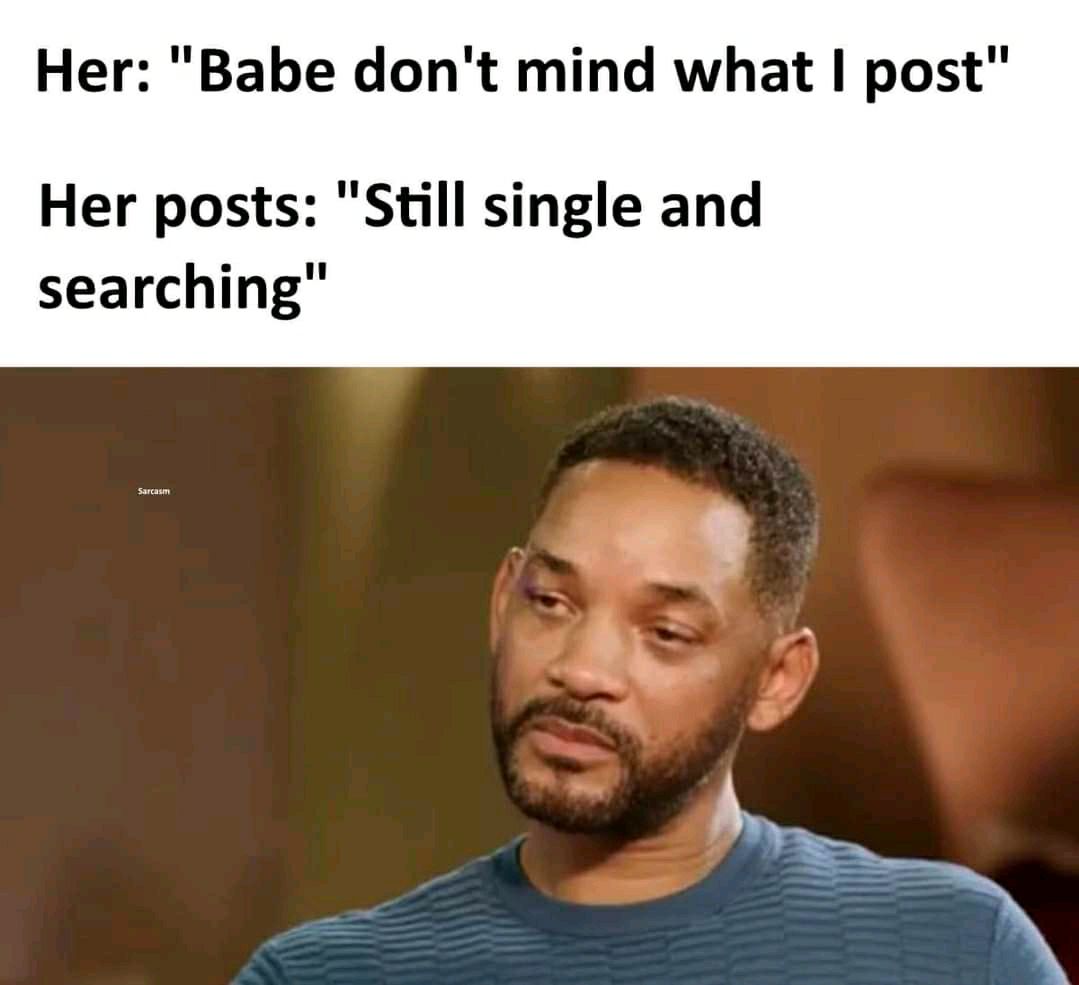 Her: "Babe don't mind what I post"
Her posts: "Still single and
searching"
Sarcasm